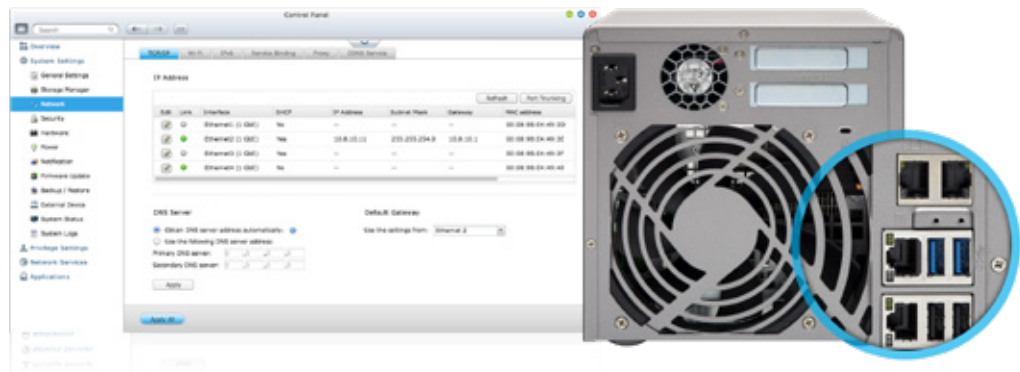 Control Panel
Search
Overview
System Settings
General Settings
Storage Manager
Network
Security
Hardware
Power
Notification
Firmware Update
Backup / Restore
External Device
System Status
System Logs
Privilege Settings
Network Services
Applications
TCP/IP Wi-Fi IPv6 Service Binding Proxy DDNS Service
IP Address
Refresh Port Trunking
Edit Link Interface DHCP IP Address Subnet Mask Gateway MAC address
Ethernet1 (1 GbE) No -- -- --
Ethernet2 (1 GbE) Yes 10.8.10.11 255.255.254.0 10.8.10.1
Ethernet3 (1 GbE) No -- -- --
Ethernet4 (1 GbE) No -- -- --
DNS Server
Obtain DNS server address automatically:
Use the following DNS server address:
Primary DNS server:
Secondary DNS server:
Apply
Default Gateway
Use the settings from: Ethernet 2
Apply All